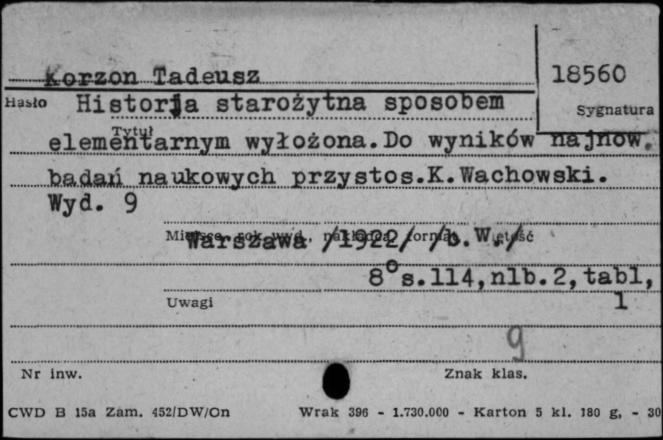 Korzon Tadeusz
18560
Hasło
Historja starożytna sposobem
Sygnatura
Tytuł
elementarnym wyłożona. Do wyników najnow.
badań naukowych przystos. K. Wachowski.
Wyd. 9
Miejsce, rok wyd., nakładca, format, objętość
Warszawa /1922/ /b. W./
8° s. 114, nlb. 2, tabl,
1
Uwagi
9
Nr inw.
Znak klas.
CWD B 15a Zam. 452/DW/On Wrak 396 - 1.730.000 - Karton 5 kl. 180 g, - 30